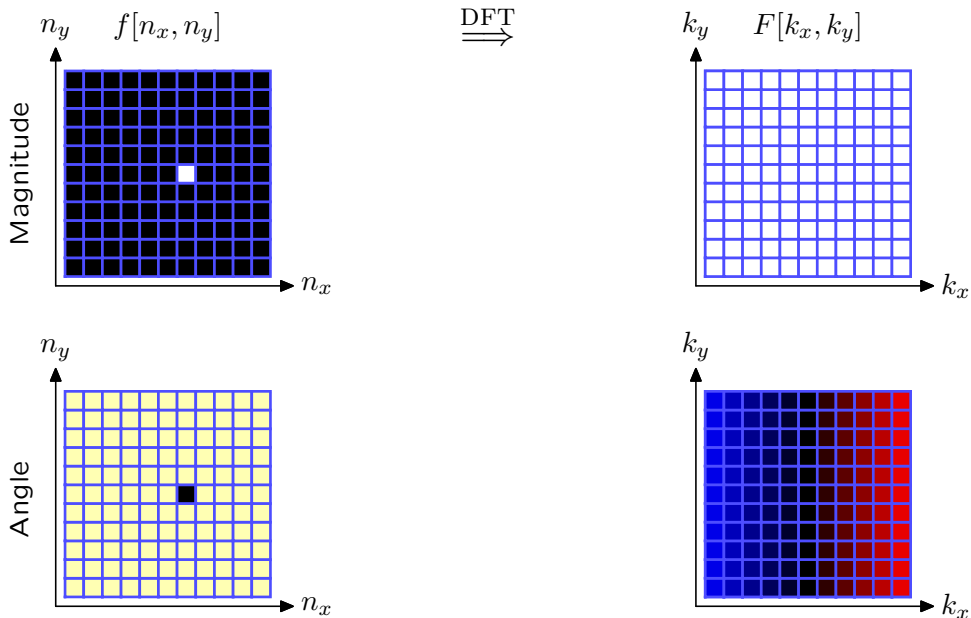 n_y f[n_x, n_y] DFT ⟹ k_y F[k_x, k_y]
Magnitude
n_x k_x
n_y k_y
Angle
n_x k_x